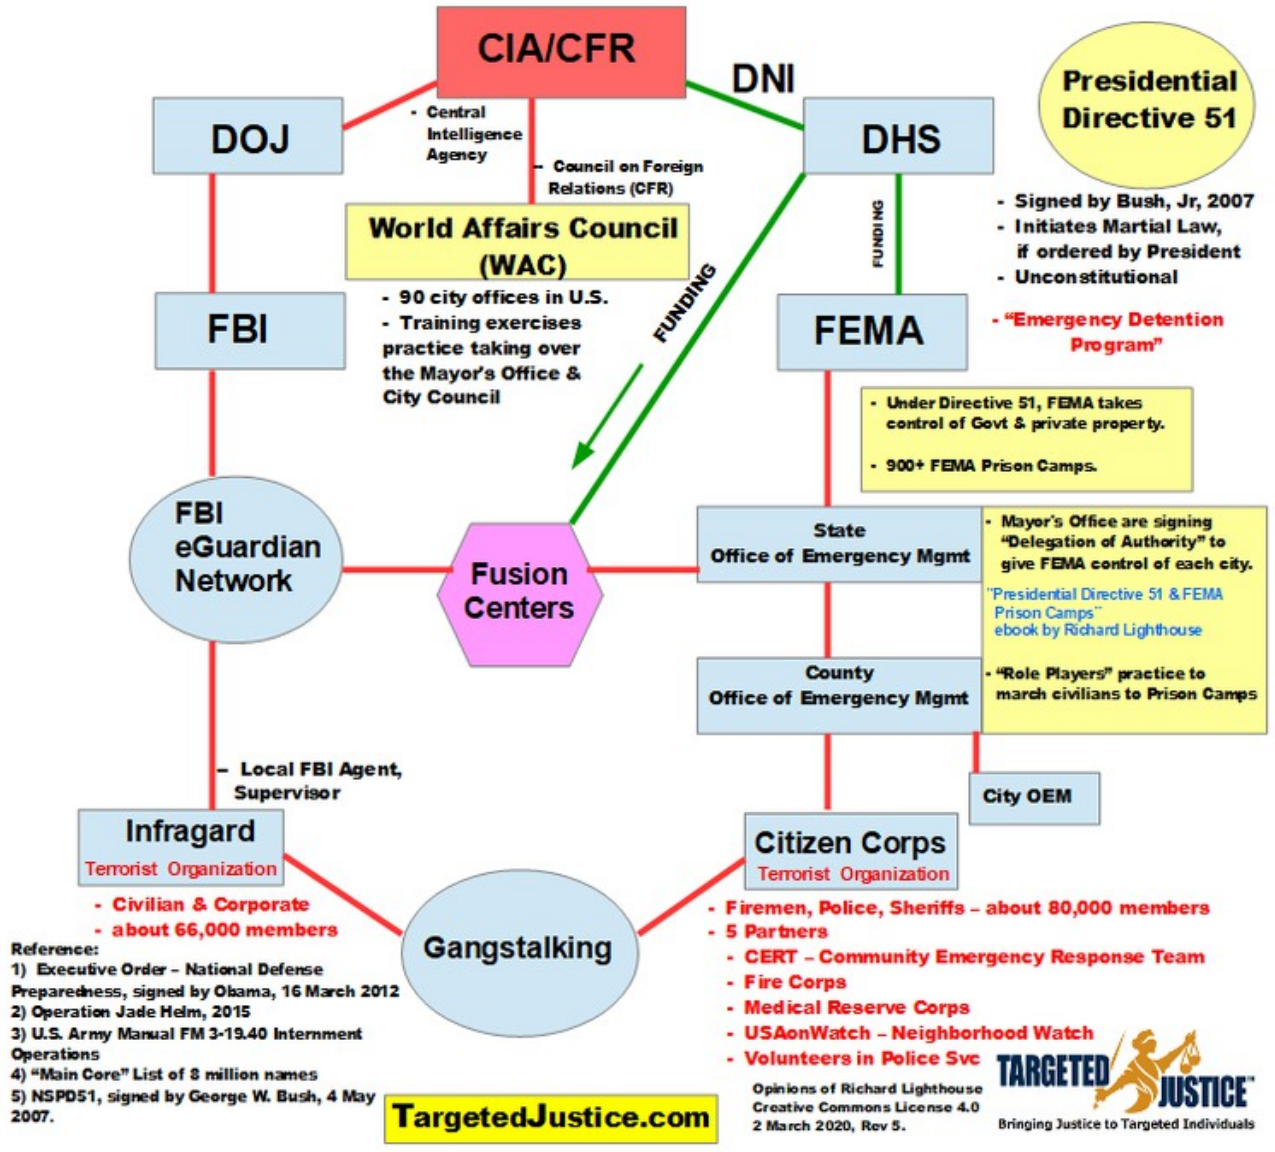 CIA/CFR
DNI
Presidential
Directive 51
DOJ
- Central
Intelligence
Agency
DHS
– Council on Foreign
Relations (CFR)
World Affairs Council
(WAC)
- 90 city offices in U.S.
- Training exercises
practice taking over
the Mayor's Office &
City Council
FUNDING
FUNDING
- Signed by Bush, Jr, 2007
- Initiates Martial Law,
if ordered by President
- Unconstitutional
- “Emergency Detention
Program”
FBI
FEMA
- Under Directive 51, FEMA takes
control of Govt & private property.
- 900+ FEMA Prison Camps.
FBI
eGuardian
Network
Fusion
Centers
State
Office of Emergency Mgmt
- Mayor's Office are signing
“Delegation of Authority” to
give FEMA control of each city.
"Presidential Directive 51 & FEMA
Prison Camps"
ebook by Richard Lighthouse
- “Role Players” practice to
march civilians to Prison Camps
County
Office of Emergency Mgmt
City OEM
– Local FBI Agent,
Supervisor
Infragard
Terrorist Organization
- Civilian & Corporate
- about 66,000 members
Gangstalking
Citizen Corps
Terrorist Organization
- Firemen, Police, Sheriffs – about 80,000 members
- 5 Partners
- CERT – Community Emergency Response Team
- Fire Corps
- Medical Reserve Corps
- USAonWatch – Neighborhood Watch
- Volunteers in Police Svc
Reference:
1) Executive Order – National Defense
Preparedness, signed by Obama, 16 March 2012
2) Operation Jade Helm, 2015
3) U.S. Army Manual FM 3-19.40 Internment
Operations
4) “Main Core” List of 8 million names
5) NSPD51, signed by George W. Bush, 4 May
2007.
TargetedJustice.com
Opinions of Richard Lighthouse
Creative Commons License 4.0
2 March 2020, Rev 5.
TARGETED
JUSTICE™
Bringing Justice to Targeted Individuals